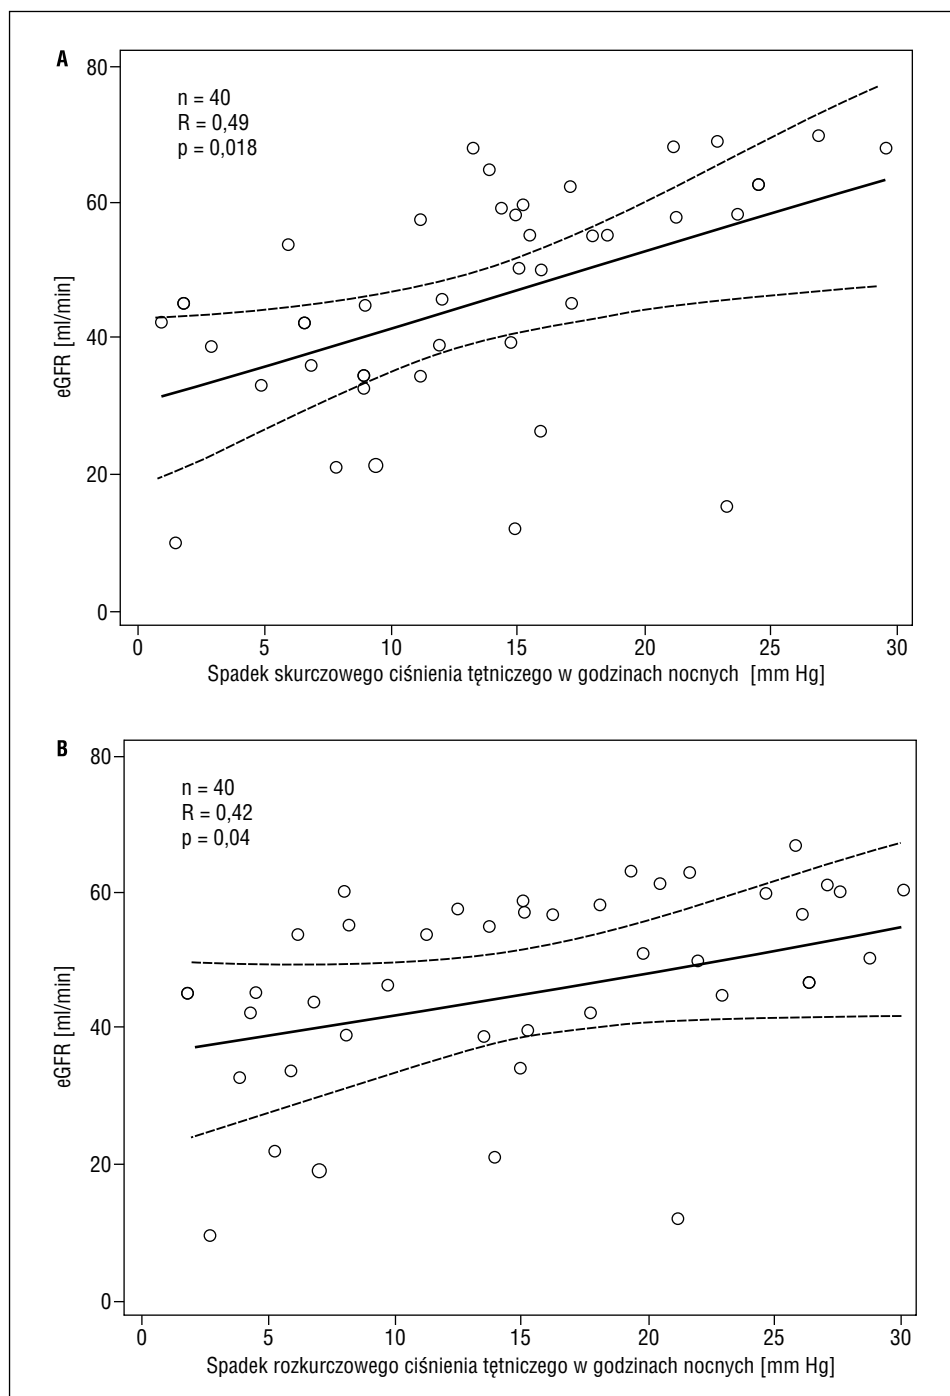 A
80
n = 40
R = 0,49
p = 0,018
60
eGFR [ml/min]
40
20
0
0 5 10 15 20 25 30
Spadek skurczowego ciśnienia tętniczego w godzinach nocnych [mm Hg]
B
80
n = 40
R = 0,42
p = 0,04
60
eGFR [ml/min]
40
20
0
0 5 10 15 20 25 30
Spadek rozkurczowego ciśnienia tętniczego w godzinach nocnych [mm Hg]